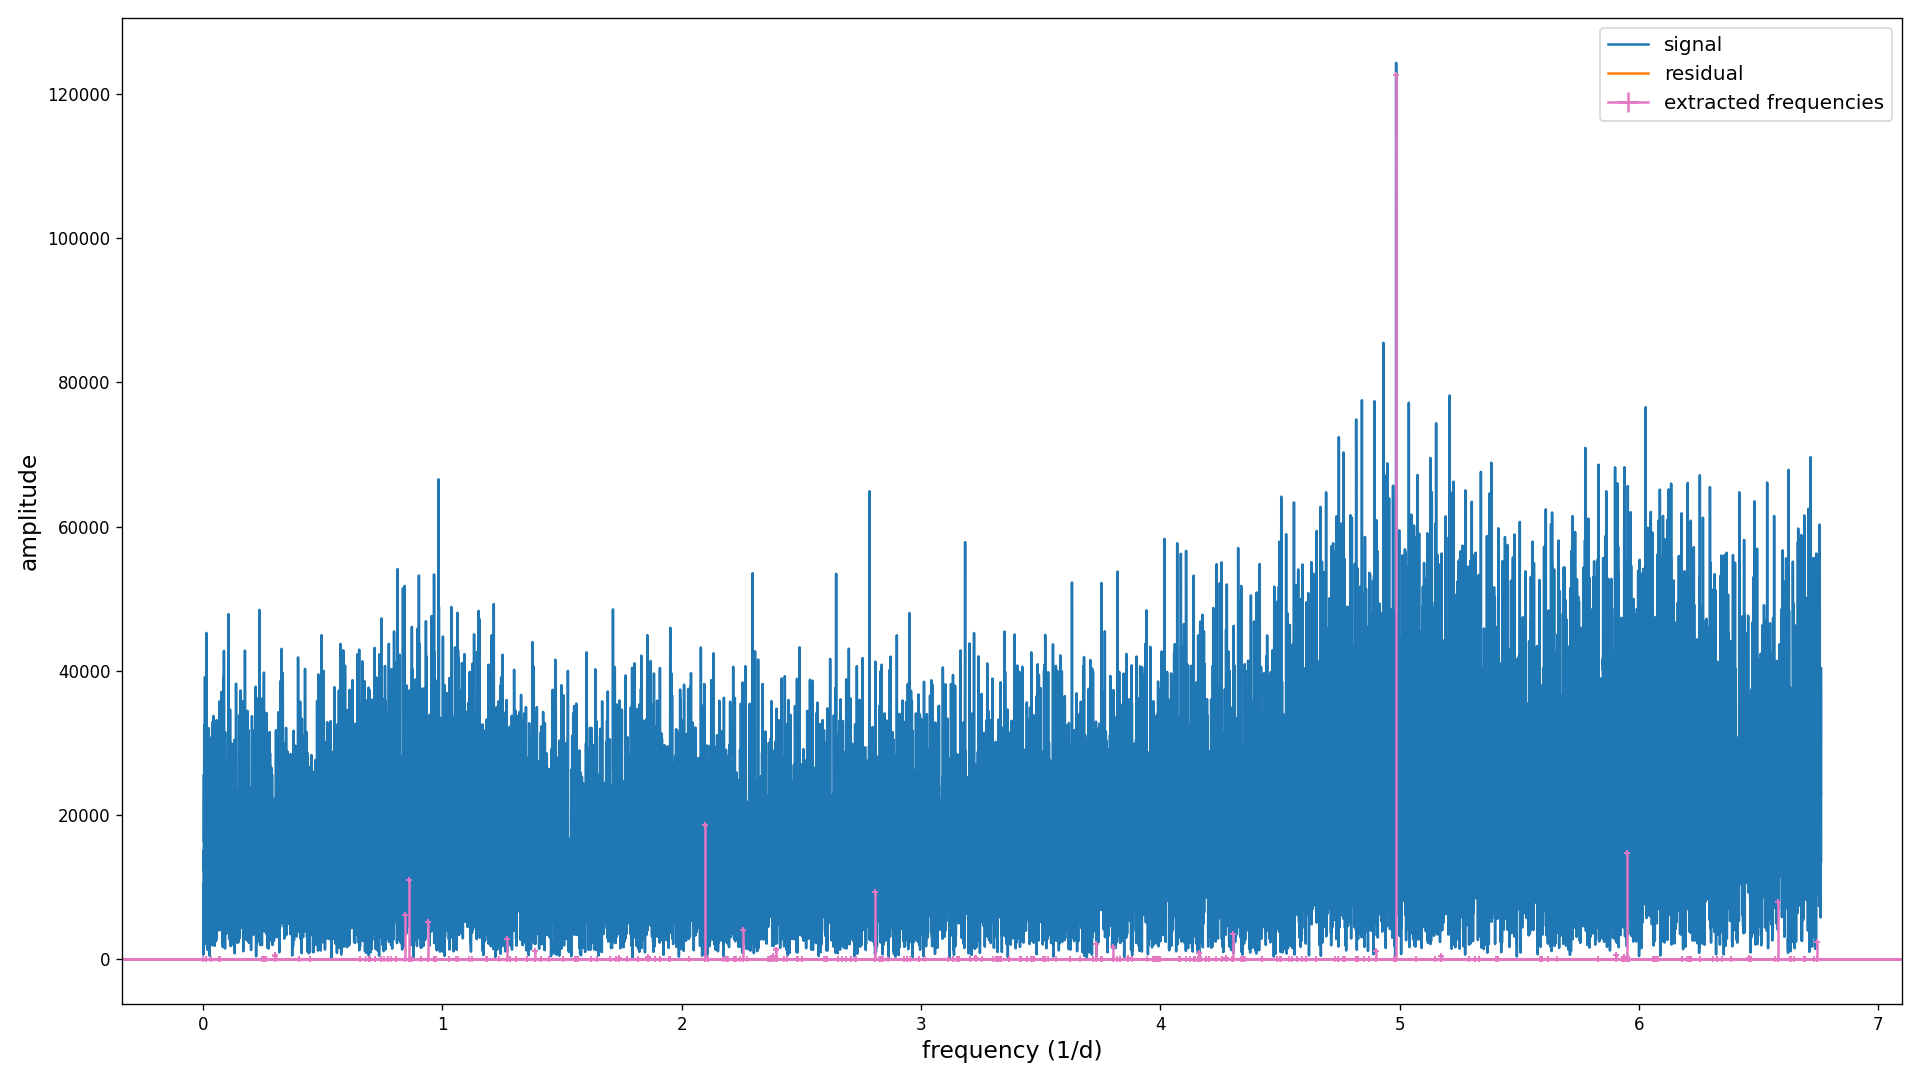 signal
residual
extracted frequencies
120000
100000
80000
60000
40000
20000
0
amplitude
0 1 2 3 4 5 6 7
frequency (1/d)